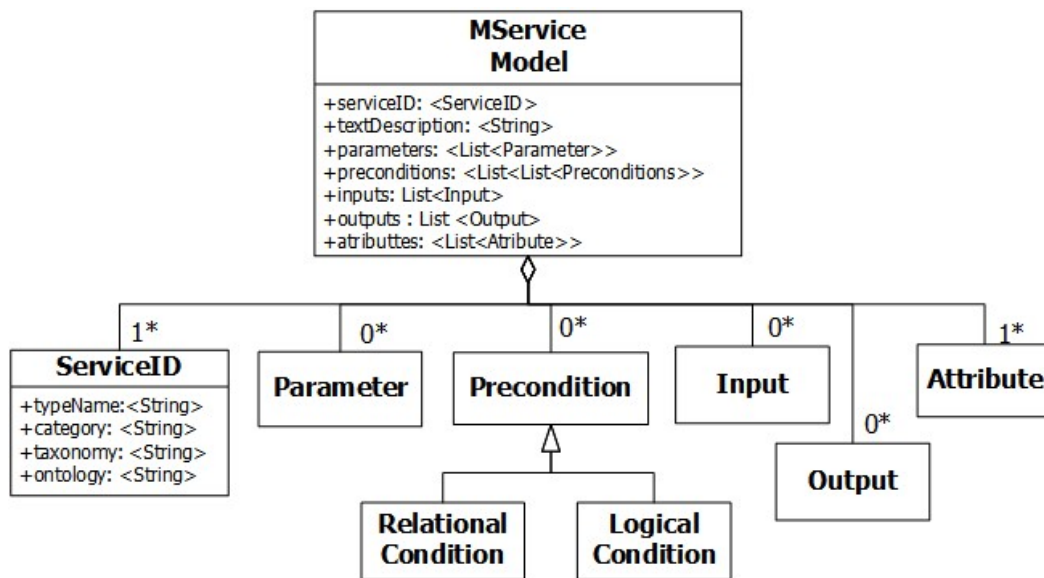 MService
Model
+serviceID: <ServiceID>
+textDescription: <String>
+parameters: <List<Parameter>>
+preconditions: <List<List<Preconditions>>
+inputs: List<Input>
+outputs : List <Output>
+atributtes: <List<Atribute>>
1*
0*
0*
0*
1*
0*
ServiceID
+typeName:<String>
+category: <String>
+taxonomy: <String>
+ontology: <String>
Parameter
Precondition
Input
Attribute
Output
Relational
Condition
Logical
Condition